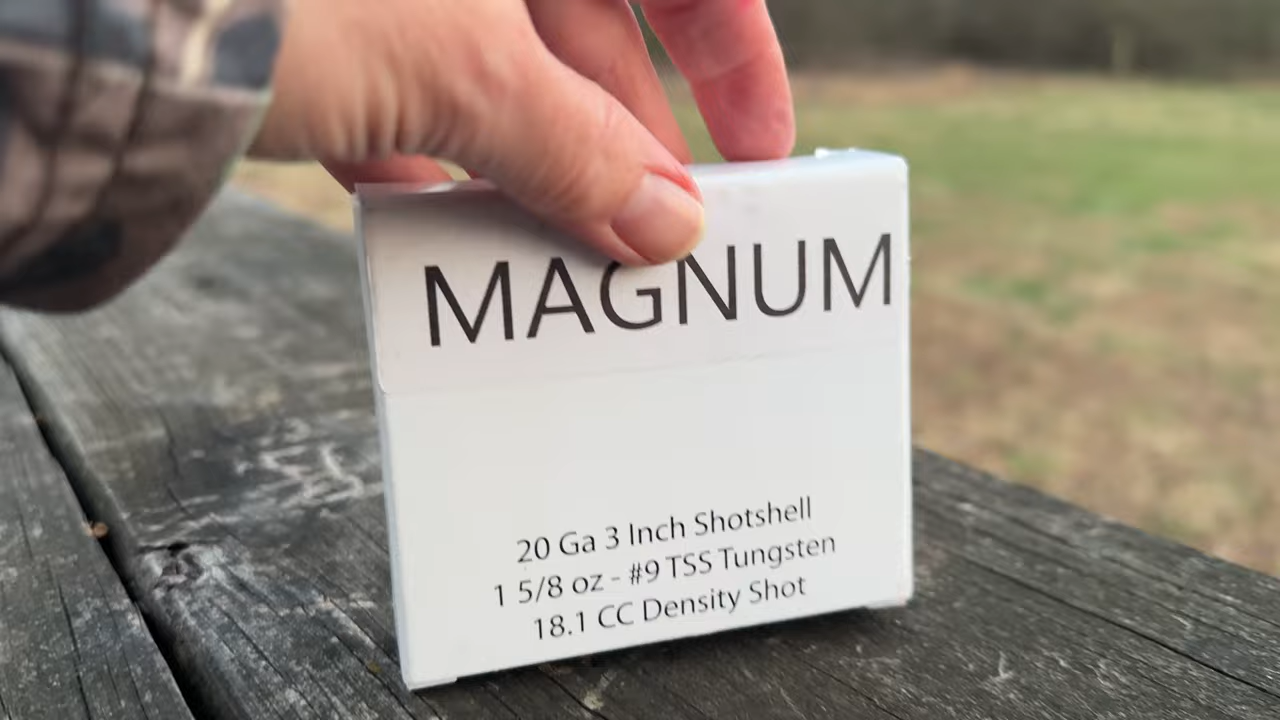 MAGNUM
20 Ga 3 Inch Shotshell
1 5/8 oz - #9 TSS Tungsten
18.1 CC Density Shot